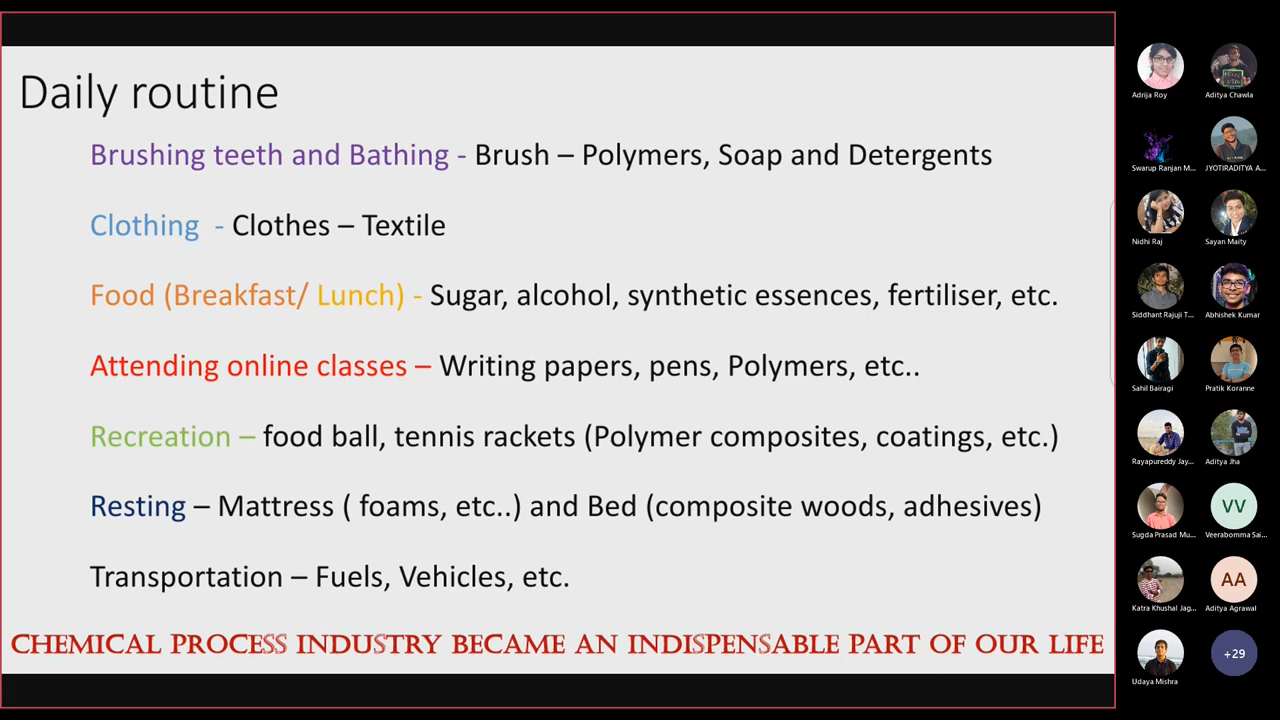 Daily routine
Brushing teeth and Bathing - Brush – Polymers, Soap and Detergents
Clothing - Clothes – Textile
Food (Breakfast/ Lunch) - Sugar, alcohol, synthetic essences, fertiliser, etc.
Attending online classes – Writing papers, pens, Polymers, etc..
Recreation – food ball, tennis rackets (Polymer composites, coatings, etc.)
Resting – Mattress ( foams, etc..) and Bed (composite woods, adhesives)
Transportation – Fuels, Vehicles, etc.
CHEMICAL PROCESS INDUSTRY BECAME AN INDISPENSABLE PART OF OUR LIFE
Adrija Roy
Aditya Chawla
Swarup Ranjan M...
JYOTIRADITYA A...
Nidhi Raj
Sayan Maity
Siddhant Rajuji T...
Abhishek Kumar
Sahil Bairagi
Pratik Koranne
Rayapureddy Jay...
Aditya Jha
VV
Sugda Prasad Mu...
Veerabomma Sai...
AA
Katra Khushal Jag...
Aditya Agrawal
+29
Udaya Mishra